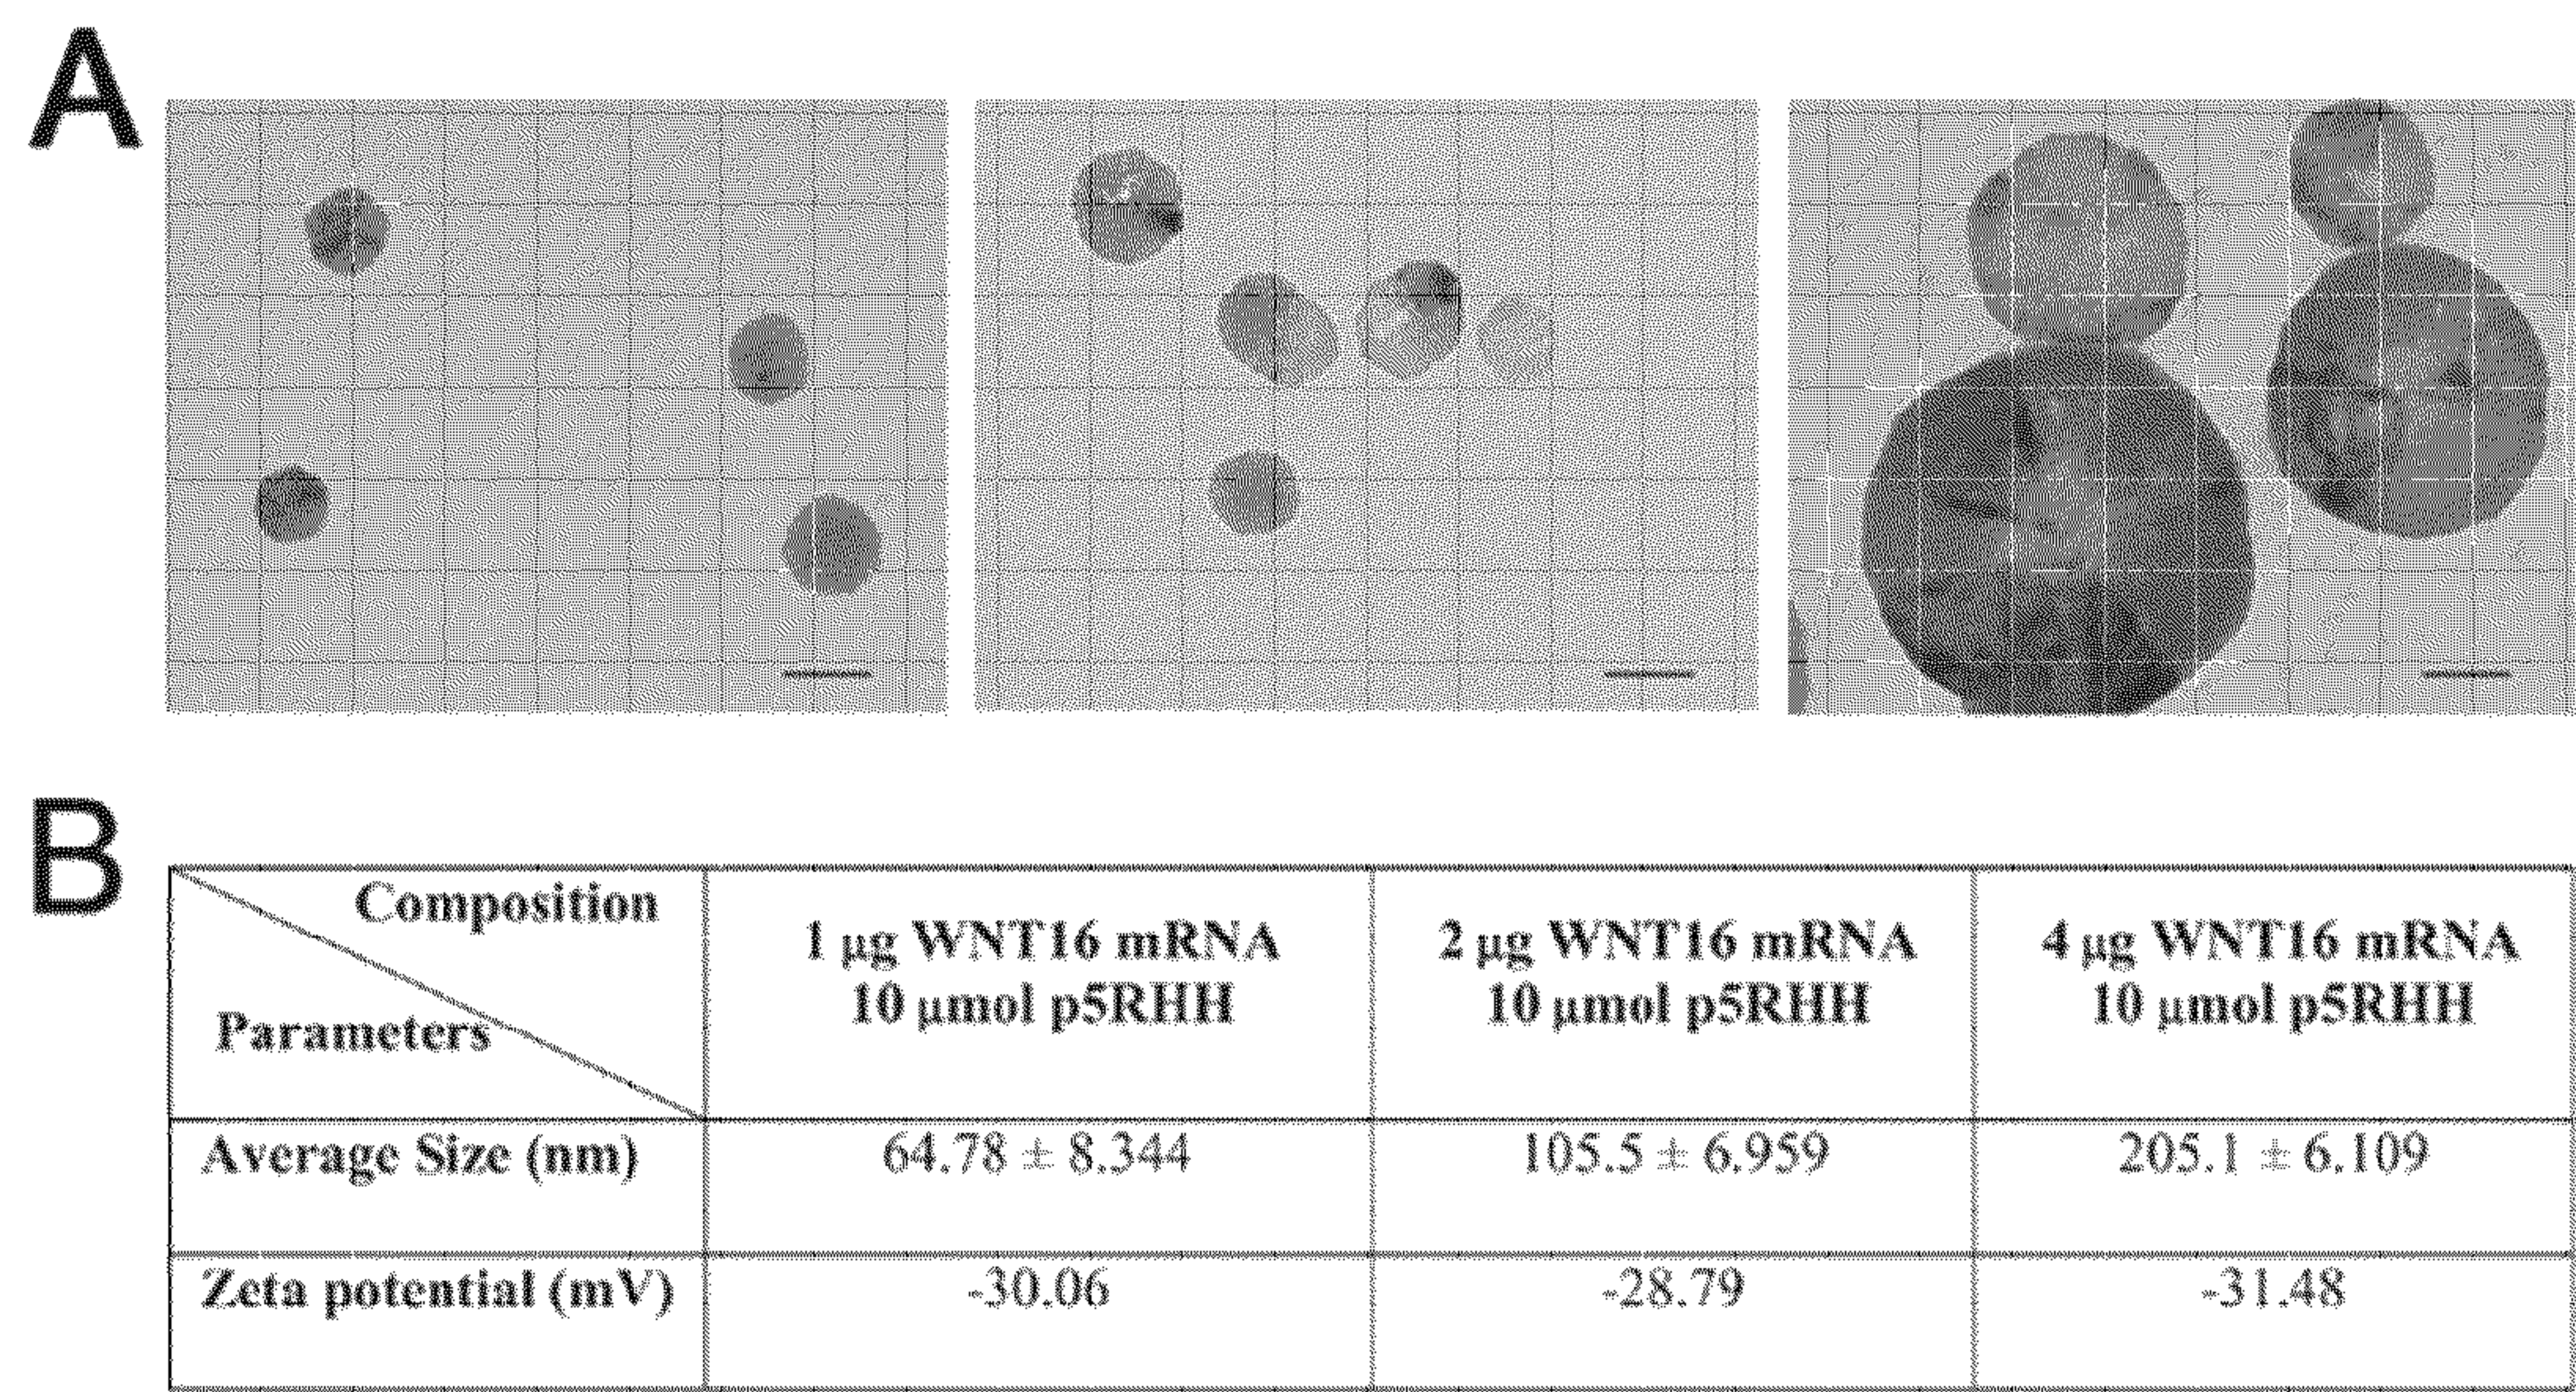 A
B
Composition
Parameters
1 µg WNT16 mRNA
10 µmol p5RHH
2 µg WNT16 mRNA
10 µmol p5RHH
4 µg WNT16 mRNA
10 µmol p5RHH
Average Size (nm)
64.78 ± 8.344
105.5 ± 6.959
205.1 ± 6.109
Zeta potential (mV)
-30.06
-28.79
-31.48